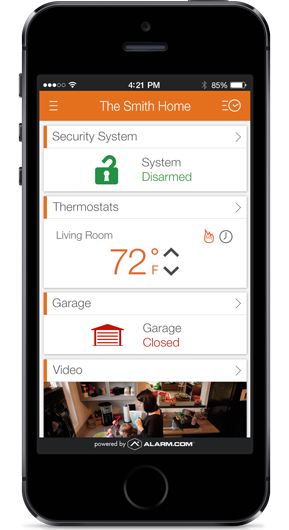 4:21 PM 85%
The Smith Home
Security System
System
Disarmed
Thermostats
Living Room
72°F
Garage
Garage
Closed
Video
powered by ALARM.COM